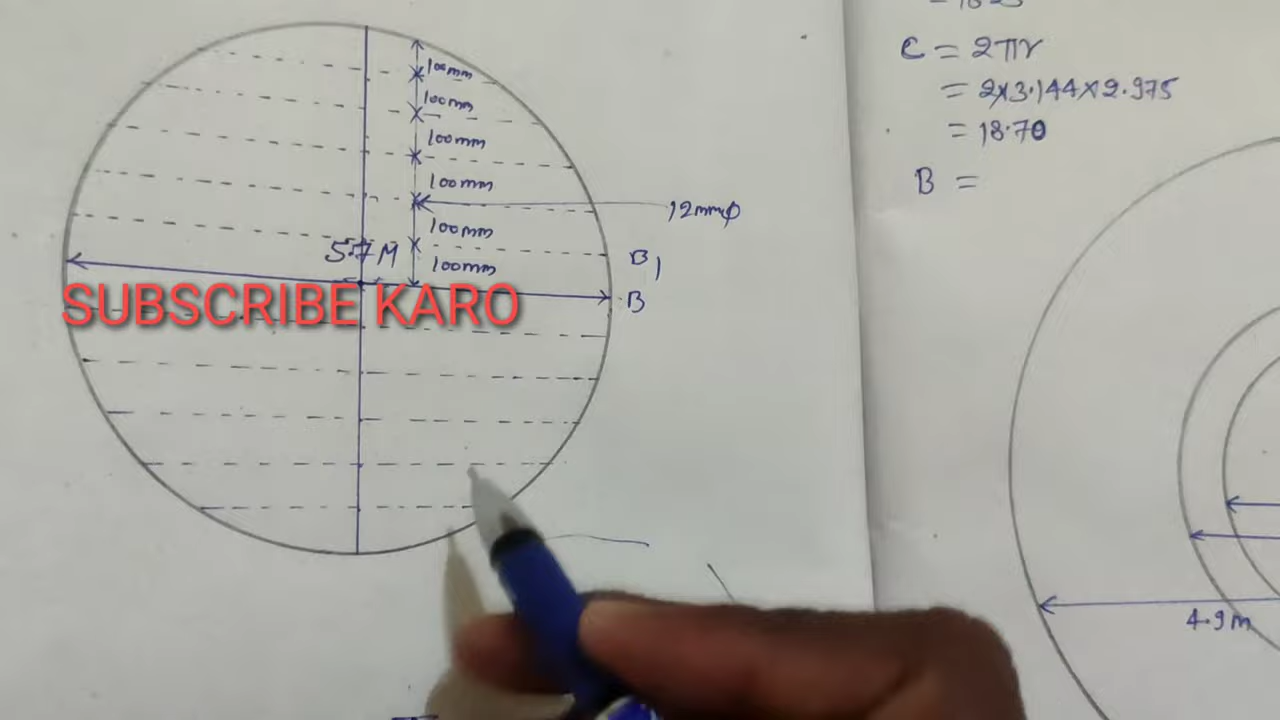 100mm
100mm
100mm
100mm
100mm
100mm
12mmφ
5.7M
B1
B
SUBSCRIBE KARO
C = 2πr
= 2×3.144×2.975
= 18.70
B =
4.9m